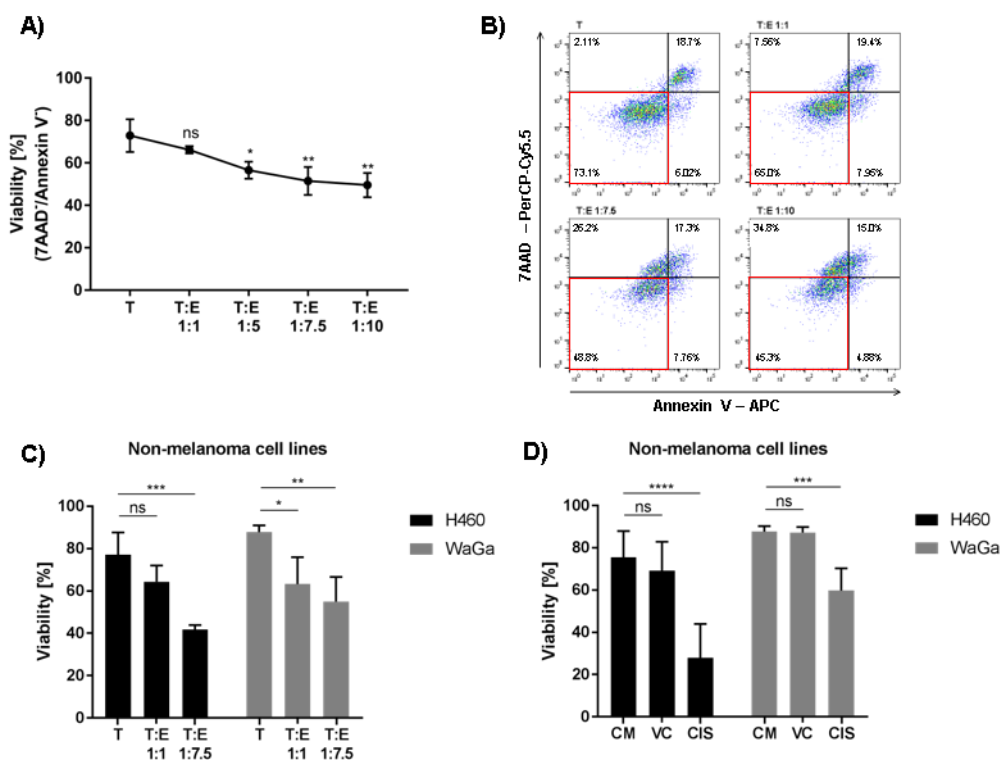 A)
Viability [%]
(7AAD⁻/Annexin V⁻)
100
80
60
40
20
0
ns
*
**
**
T
T:E
1:1
T:E
1:5
T:E
1:7.5
T:E
1:10
B)
7AAD – PerCP-Cy5.5
T
2.11%
18.7%
73.1%
6.02%
T:E 1:1
7.56%
19.4%
65.0%
7.96%
T:E 1:7.5
26.2%
17.3%
48.8%
7.76%
T:E 1:10
34.8%
15.0%
45.3%
4.88%
Annexin V – APC
C)
Non-melanoma cell lines
Viability [%]
100
80
60
40
20
0
***
ns
**
*
H460
WaGa
T
T:E
1:1
T:E
1:7.5
T
T:E
1:1
T:E
1:7.5
D)
Non-melanoma cell lines
Viability [%]
100
80
60
40
20
0
****
ns
***
ns
H460
WaGa
CM
VC
CIS
CM
VC
CIS